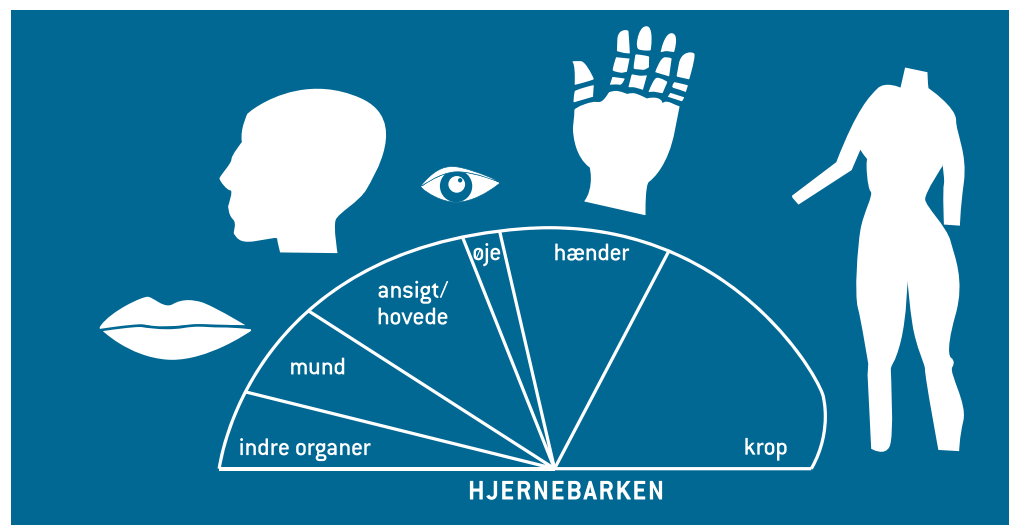 øje
hænder
ansigt/
hovede
mund
indre organer
krop
HJERNEBARKEN